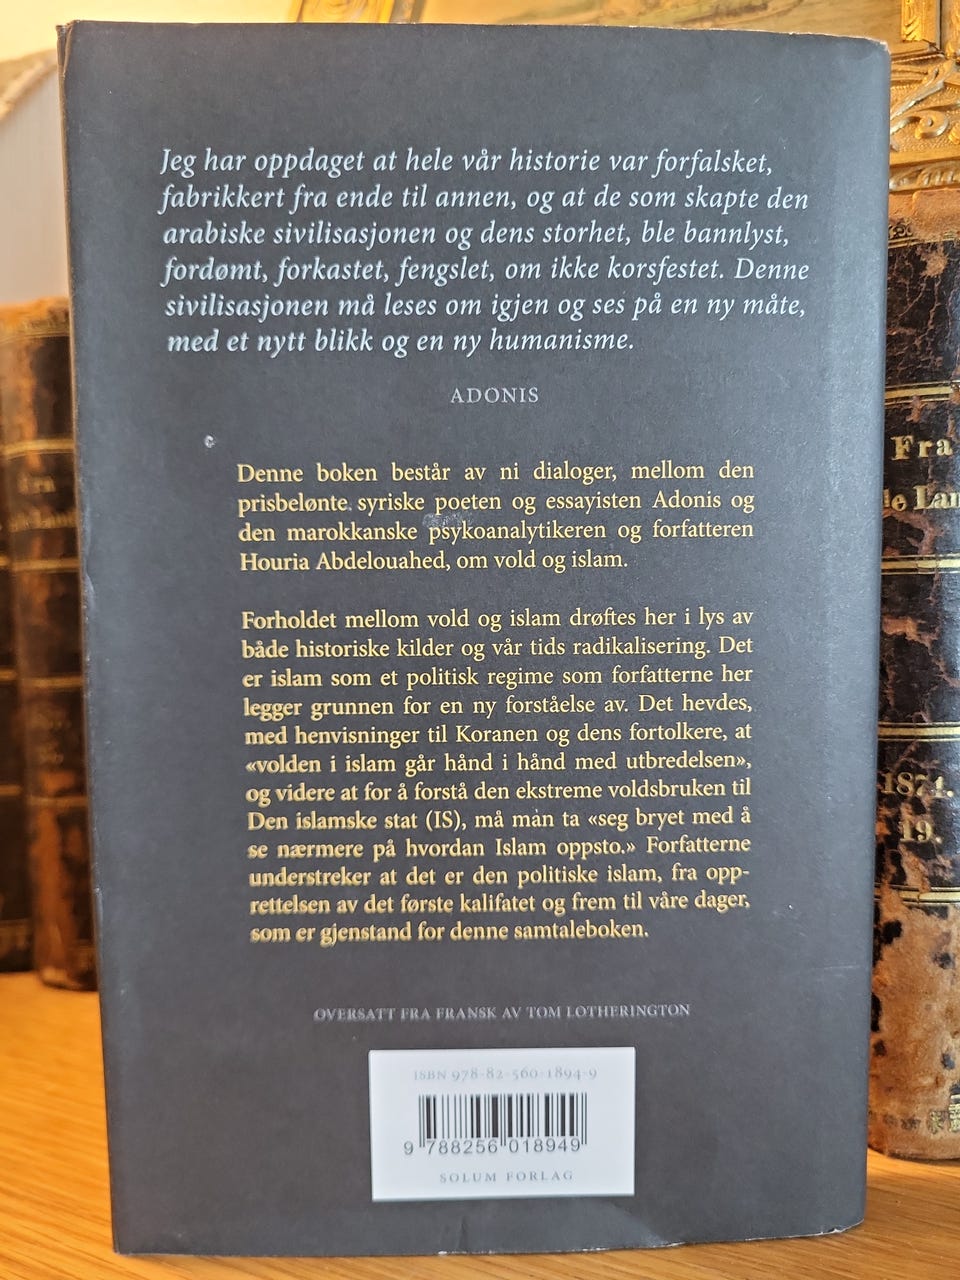 Jeg har oppdaget at hele vår historie var forfalsket,
fabrikkert fra ende til annen, og at de som skapte den
arabiske sivilisasjonen og dens storhet, ble bannlyst,
fordømt, forkastet, fengslet, om ikke korsfestet. Denne
sivilisasjonen må leses om igjen og ses på en ny måte,
med et nytt blikk og en ny humanisme.
ADONIS
Denne boken består av ni dialoger, mellom den
prisbelønte syriske poeten og essayisten Adonis og
den marokkanske psykoanalytikeren og forfatteren
Houria Abdelouahed, om vold og islam.
Forholdet mellom vold og islam drøftes her i lys av
både historiske kilder og vår tids radikalisering. Det
er islam som et politisk regime som forfatterne her
legger grunnen for en ny forståelse av. Det hevdes,
med henvisninger til Koranen og dens fortolkere, at
«volden i islam går hånd i hånd med utbredelsen»,
og videre at for å forstå den ekstreme voldsbruken til
Den islamske stat (IS), må man ta «seg bryet med å
se nærmere på hvordan Islam oppsto.» Forfatterne
understreker at det er den politiske islam, fra opp-
rettelsen av det første kalifatet og frem til våre dager,
som er gjenstand for denne samtaleboken.
OVERSATT FRA FRANSK AV TOM LOTHERINGTON
ISBN 978-82-560-1894-9
9 788256 018949
SOLUM FORLAG
Fra
1874.
19.